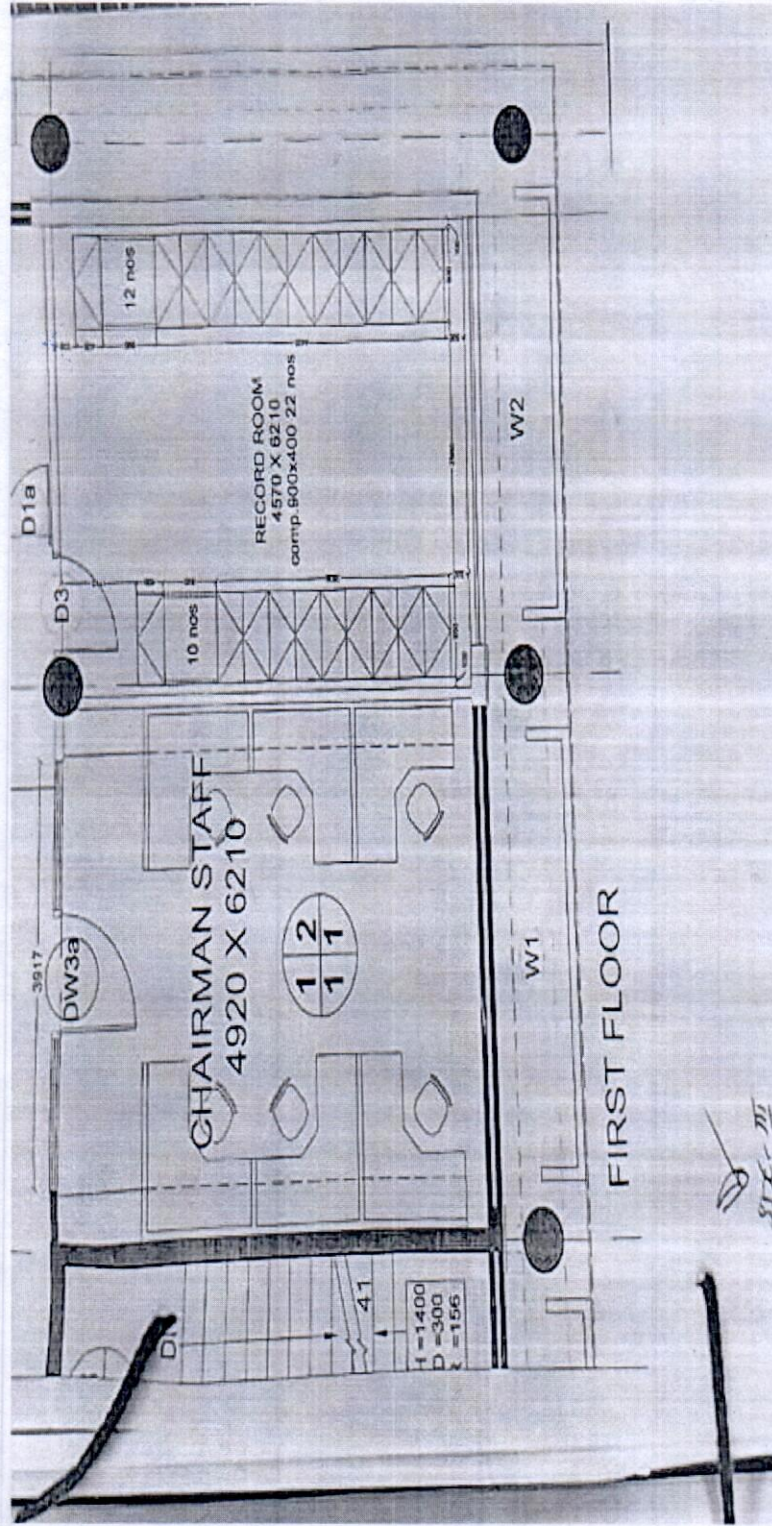 D1a
D3
12 nos
RECORD ROOM
4570 X 6210
comp.900x400 22 nos
10 nos
W2
3917
DW3a
CHAIRMAN STAFF
4920 X 6210
1 2
1 1
W1
FIRST FLOOR
41
=1400
D =300
=156